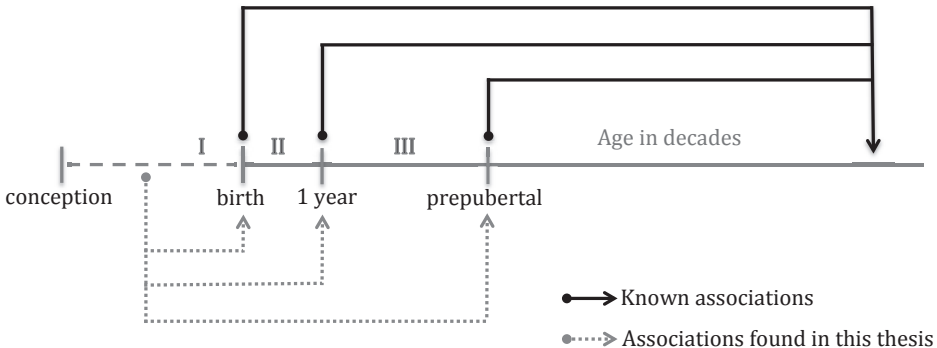 I II III Age in decades
conception birth 1 year prepubertal
Known associations
Associations found in this thesis